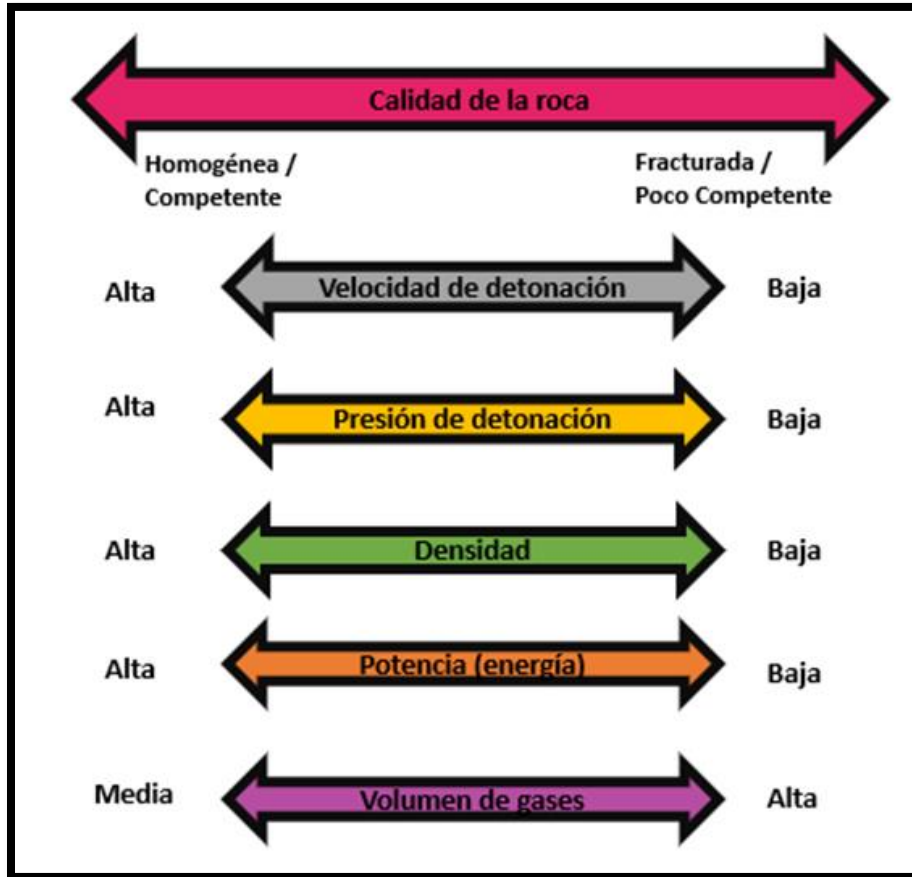 Calidad de la roca
Homogénea /
Competente
Fracturada /
Poco Competente
Alta
Velocidad de detonación
Baja
Alta
Presión de detonación
Baja
Alta
Densidad
Baja
Alta
Potencia (energía)
Baja
Media
Volumen de gases
Alta